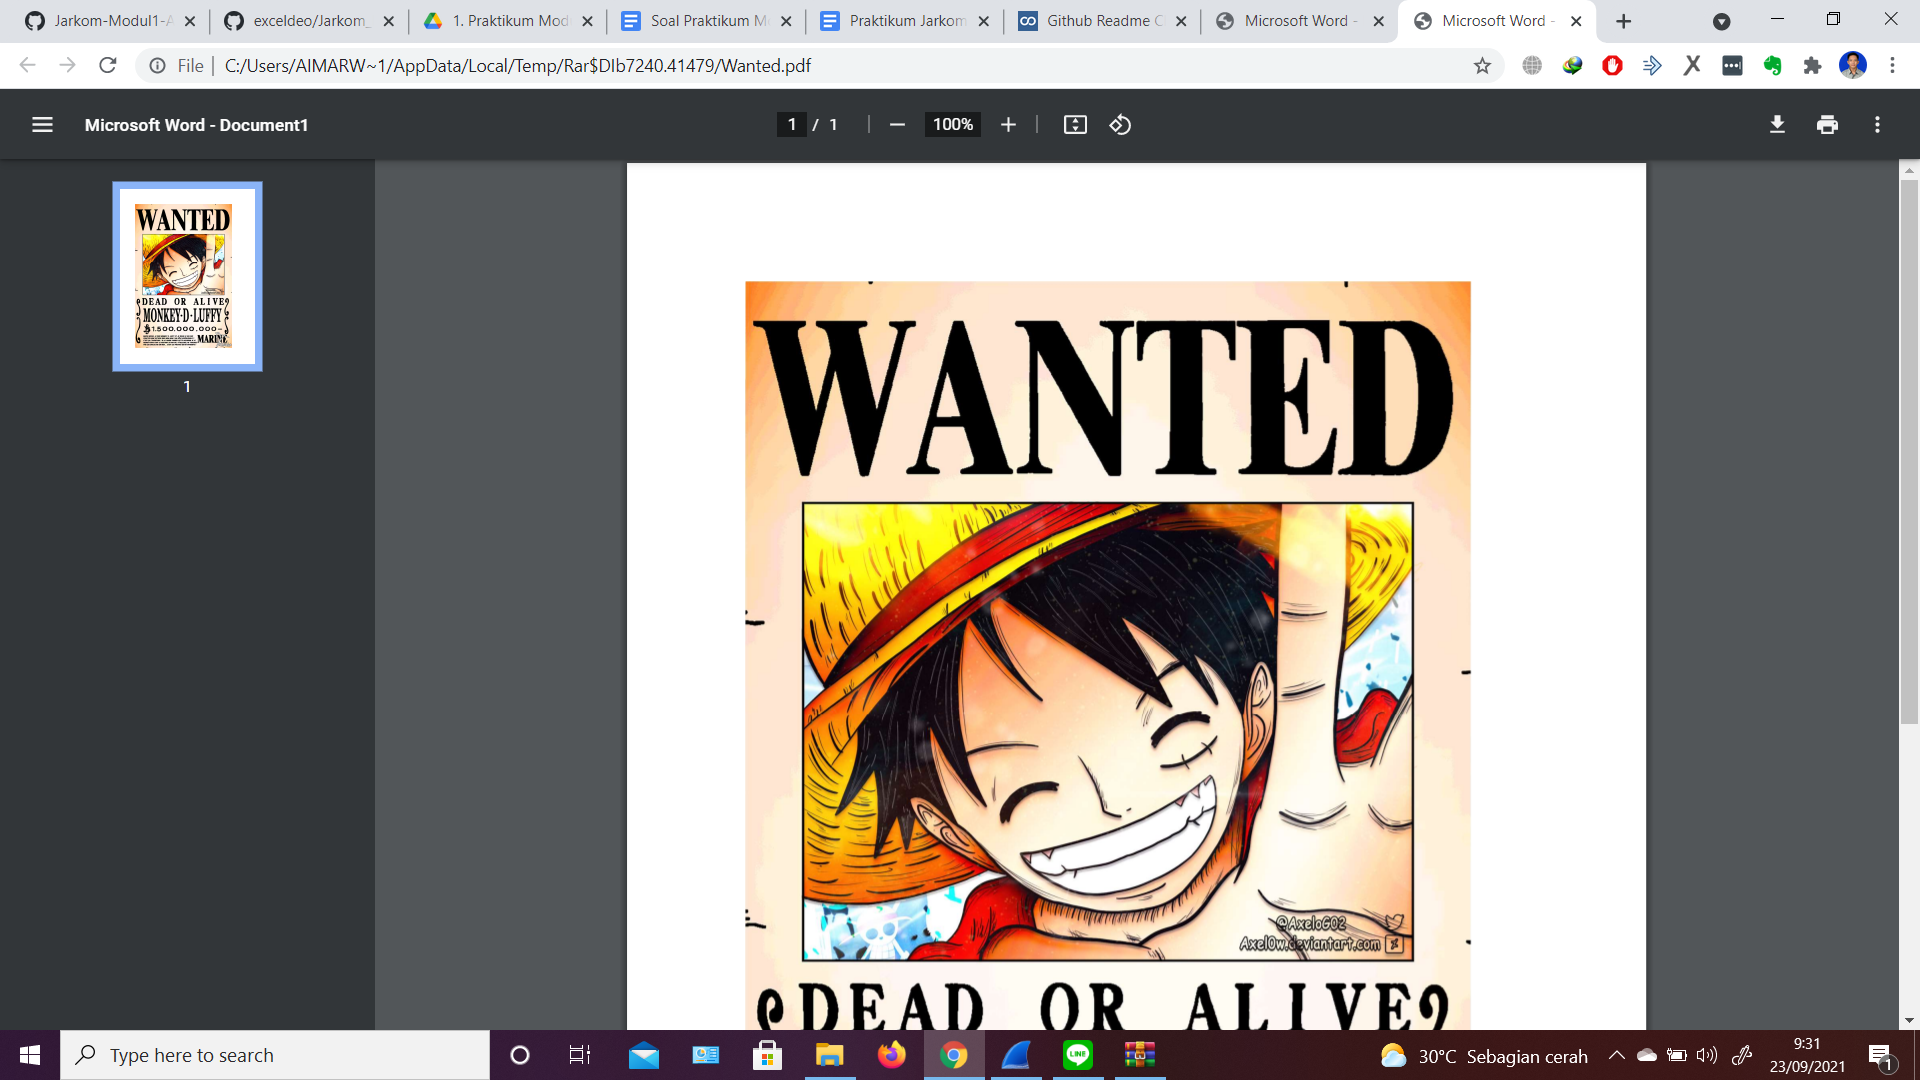 Jarkom-Modul1-A
exceldeo/Jarkom_
1. Praktikum Mod
Soal Praktikum M
Praktikum Jarkom
Github Readme C
Microsoft Word -
Microsoft Word -
File
C:/Users/AIMARW~1/AppData/Local/Temp/Rar$DIb7240.41479/Wanted.pdf
Microsoft Word - Document1
1 / 1
100%
WANTED
DEAD OR ALIVE
MONKEY·D·LUFFY
1.500.000.000-
MARINE
1
WANTED
@AxeloG02
Axel0w.deviantart.com
DEAD OR ALIVE
Type here to search
LINE
30°C Sebagian cerah
9:31
23/09/2021
1